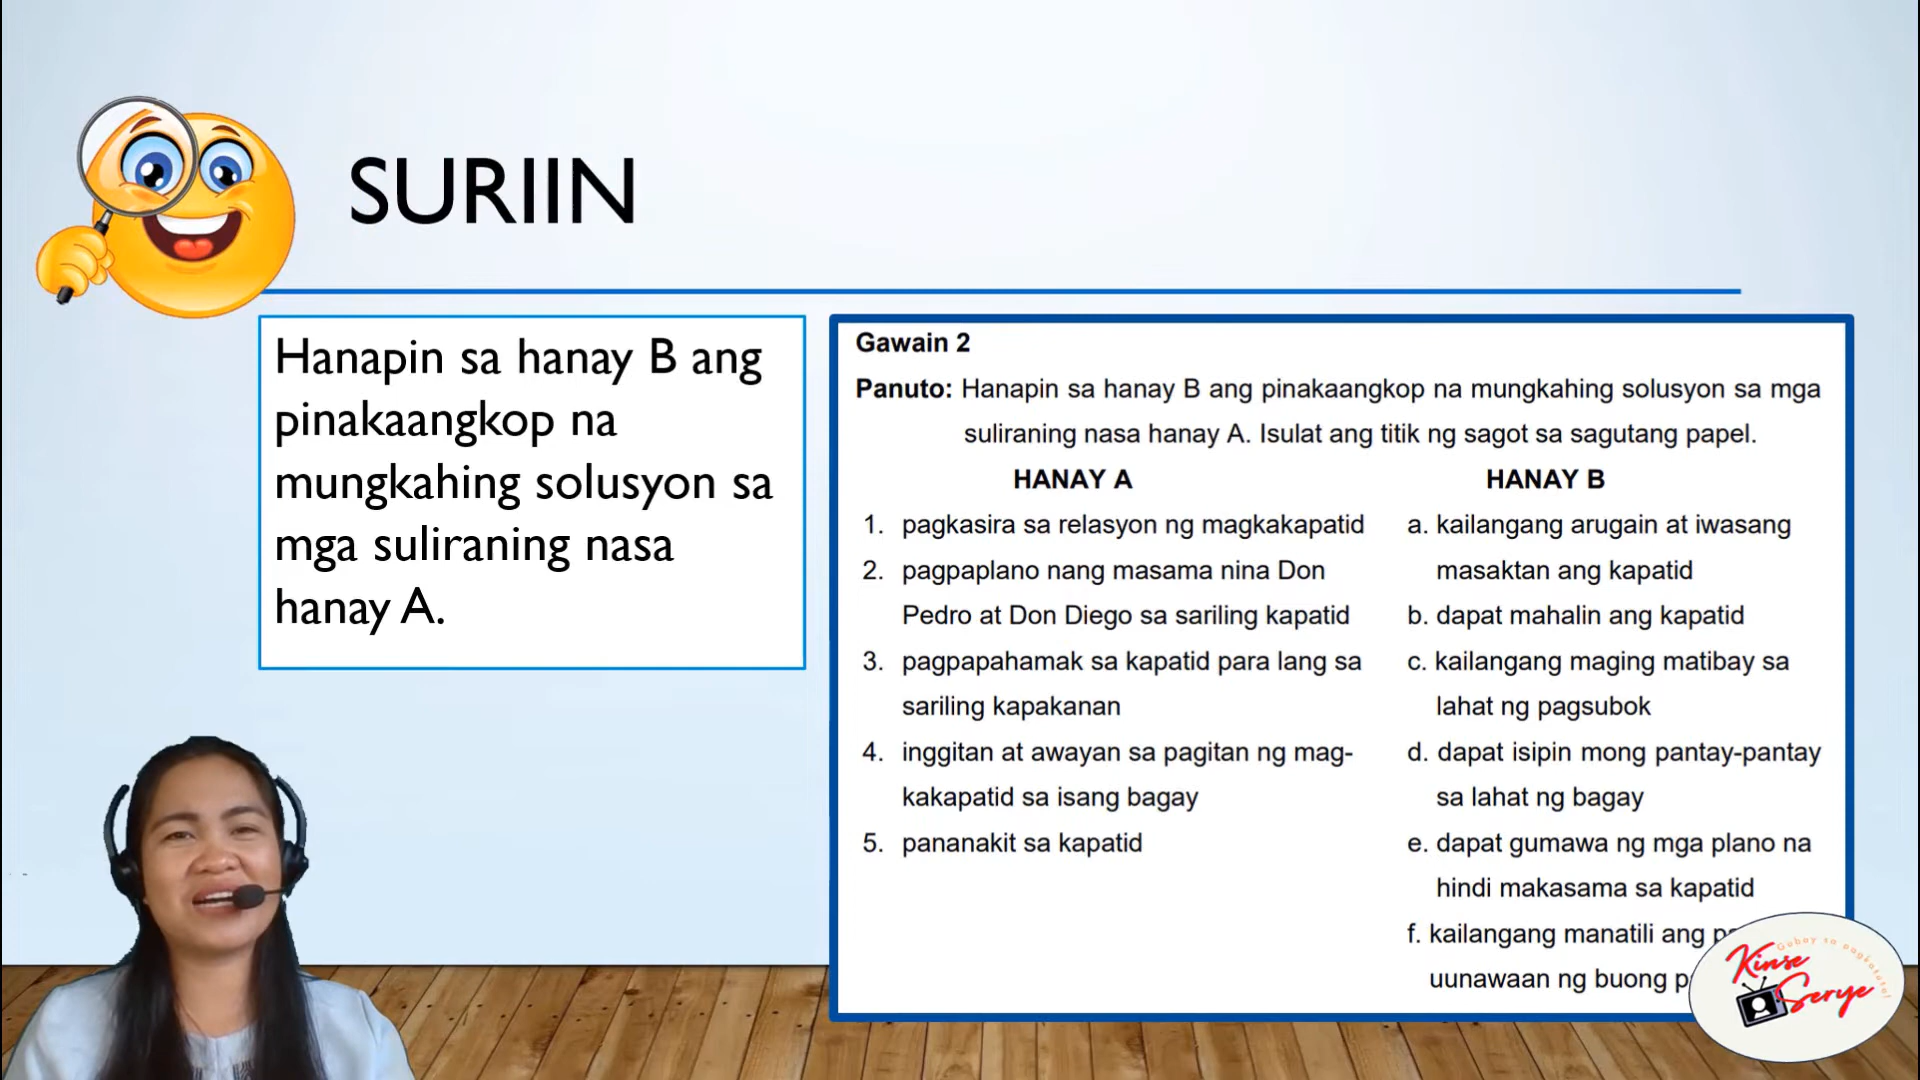 SURIIN
Hanapin sa hanay B ang
pinakaangkop na
mungkahing solusyon sa
mga suliraning nasa
hanay A.
Gawain 2
Panuto: Hanapin sa hanay B ang pinakaangkop na mungkahing solusyon sa mga
suliraning nasa hanay A. Isulat ang titik ng sagot sa sagutang papel.
HANAY A
1. pagkasira sa relasyon ng magkakapatid
2. pagpaplano nang masama nina Don
Pedro at Don Diego sa sariling kapatid
3. pagpapahamak sa kapatid para lang sa
sariling kapakanan
4. inggitan at awayan sa pagitan ng mag-
kakapatid sa isang bagay
5. pananakit sa kapatid
HANAY B
a. kailangang arugain at iwasang
masaktan ang kapatid
b. dapat mahalin ang kapatid
c. kailangang maging matibay sa
lahat ng pagsubok
d. dapat isipin mong pantay-pantay
sa lahat ng bagay
e. dapat gumawa ng mga plano na
hindi makasama sa kapatid
f. kailangang manatili ang
uunawaan ng buong
Gabay sa pagkatuto!
Kinse
Serye